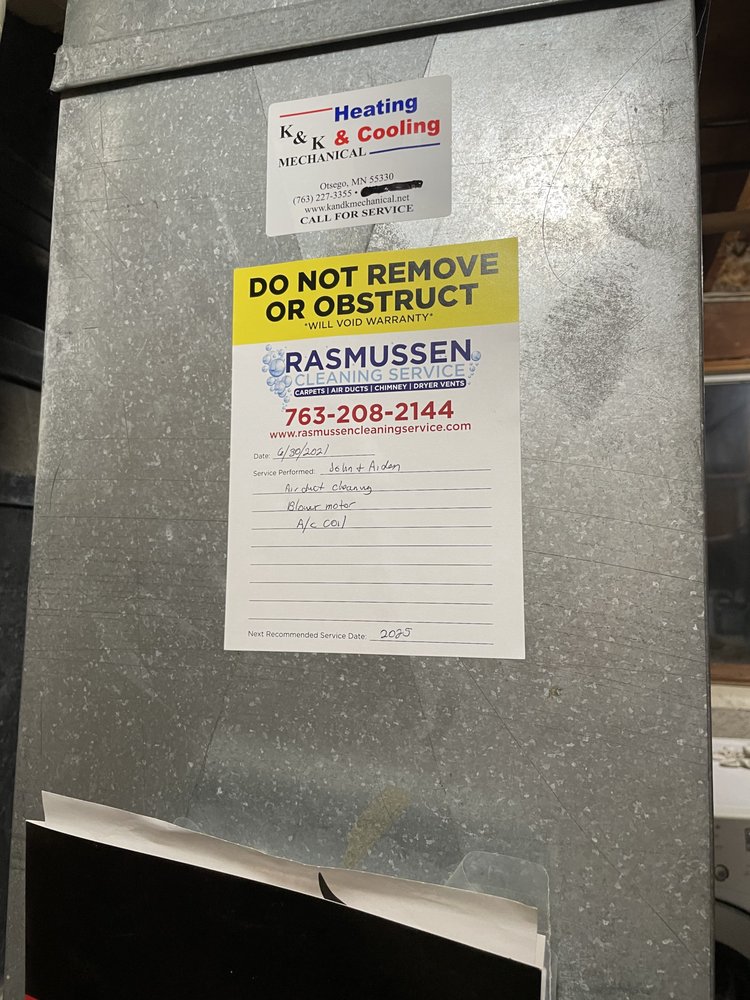 Heating
K & K & Cooling
MECHANICAL
Otsego, MN 55330
(763) 227-3355 •
www.kandkmechanical.net
CALL FOR SERVICE
DO NOT REMOVE
OR OBSTRUCT
*WILL VOID WARRANTY*
RASMUSSEN
CLEANING SERVICE
CARPETS | AIR DUCTS | CHIMNEY | DRYER VENTS
763-208-2144
www.rasmussencleaningservice.com
Date: 6/30/2021
Service Performed: John + Aiden
Air duct cleaning
Blower motor
A/c coil
Next Recommended Service Date: 2025